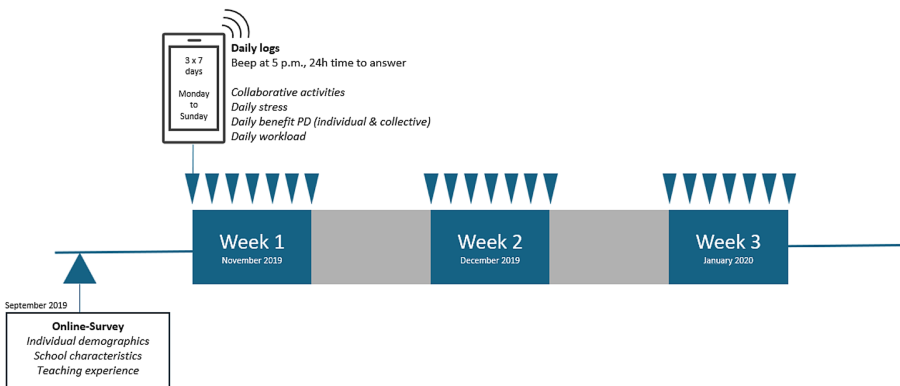 Daily logs
Beep at 5 p.m., 24h time to answer
3 x 7
days
Monday
to
Sunday
Collaborative activities
Daily stress
Daily benefit PD (individual & collective)
Daily workload
Week 1
November 2019
Week 2
December 2019
Week 3
January 2020
September 2019
Online-Survey
Individual demographics
School characteristics
Teaching experience